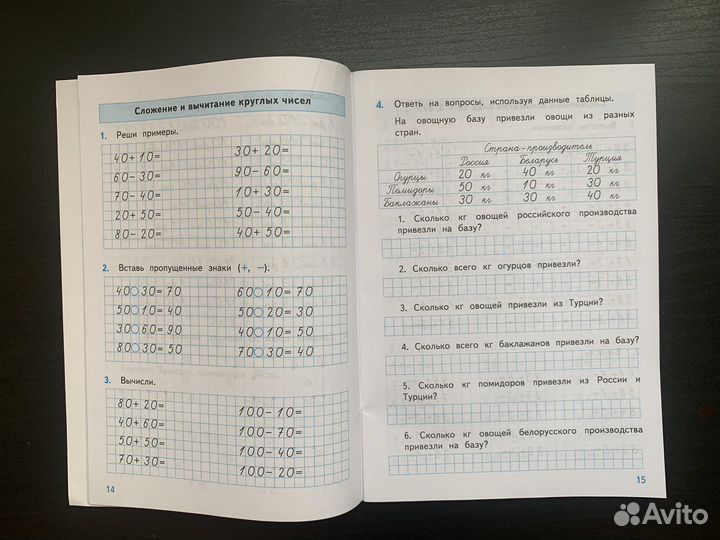 Сложение и вычитание круглых чисел
1. Реши примеры.
40+10= 30+20=
60-30= 90-60=
70-40= 10+30=
20+50= 50-40=
80-20= 40+50=
2. Вставь пропущенные знаки (+, −).
40○30=70 60○10=70
50○10=40 50○20=30
30○60=90 40○10=50
80○30=50 70○30=40
3. Вычисли.
80+20= 100-10=
40+60= 100-70=
50+50= 100-40=
70+30= 100-20=
14
4. Ответь на вопросы, используя данные таблицы.
На овощную базу привезли овощи из разных
стран.
Страна-производитель
Россия Беларусь Турция
Огурцы 20 кг 40 кг 20 кг
Помидоры 50 кг 10 кг 30 кг
Баклажаны 30 кг 30 кг 40 кг
1. Сколько кг овощей российского производства
привезли на базу?
2. Сколько всего кг огурцов привезли?
3. Сколько кг овощей привезли из Турции?
4. Сколько всего кг баклажанов привезли на базу?
5. Сколько кг помидоров привезли из России и
Турции?
6. Сколько кг овощей белорусского производства
привезли на базу?
15
Avito